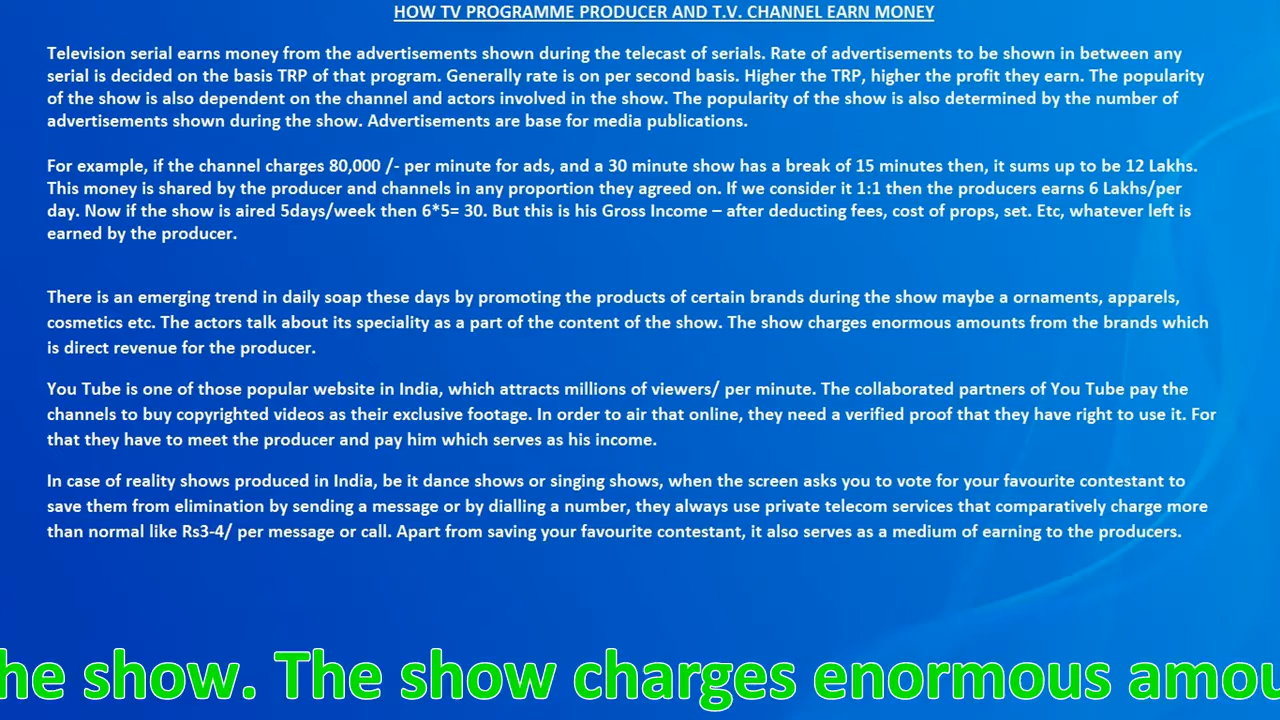 HOW TV PROGRAMME PRODUCER AND T.V. CHANNEL EARN MONEY
Television serial earns money from the advertisements shown during the telecast of serials. Rate of advertisements to be shown in between any
serial is decided on the basis TRP of that program. Generally rate is on per second basis. Higher the TRP, higher the profit they earn. The popularity
of the show is also dependent on the channel and actors involved in the show. The popularity of the show is also determined by the number of
advertisements shown during the show. Advertisements are base for media publications.
For example, if the channel charges 80,000 /- per minute for ads, and a 30 minute show has a break of 15 minutes then, it sums up to be 12 Lakhs.
This money is shared by the producer and channels in any proportion they agreed on. If we consider it 1:1 then the producers earns 6 Lakhs/per
day. Now if the show is aired 5days/week then 6*5= 30. But this is his Gross Income – after deducting fees, cost of props, set. Etc, whatever left is
earned by the producer.
There is an emerging trend in daily soap these days by promoting the products of certain brands during the show maybe a ornaments, apparels,
cosmetics etc. The actors talk about its speciality as a part of the content of the show. The show charges enormous amounts from the brands which
is direct revenue for the producer.
You Tube is one of those popular website in India, which attracts millions of viewers/ per minute. The collaborated partners of You Tube pay the
channels to buy copyrighted videos as their exclusive footage. In order to air that online, they need a verified proof that they have right to use it. For
that they have to meet the producer and pay him which serves as his income.
In case of reality shows produced in India, be it dance shows or singing shows, when the screen asks you to vote for your favourite contestant to
save them from elimination by sending a message or by dialling a number, they always use private telecom services that comparatively charge more
than normal like Rs3-4/ per message or call. Apart from saving your favourite contestant, it also serves as a medium of earning to the producers.
he show. The show charges enormous amou